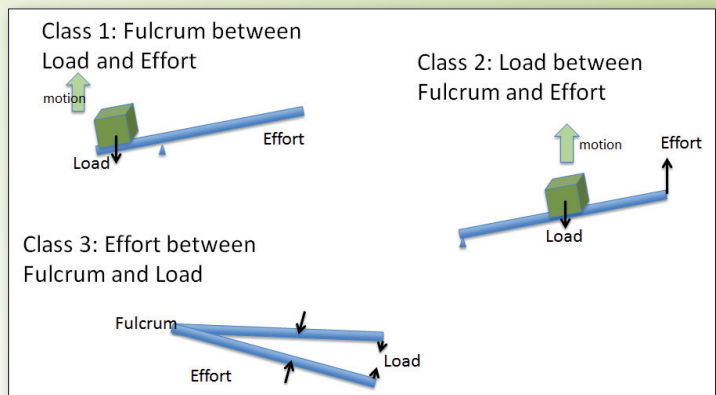 Class 1: Fulcrum between
Load and Effort
motion
Effort
Load
Class 2: Load between
Fulcrum and Effort
Effort
motion
Load
Class 3: Effort between
Fulcrum and Load
Fulcrum
Load
Effort